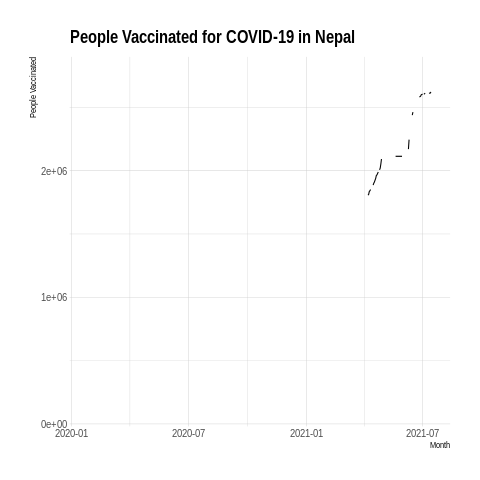 People Vaccinated for COVID-19 in Nepal
People Vaccinated
2e+06
1e+06
0e+00
2020-01 2020-07 2021-01 2021-07
Month